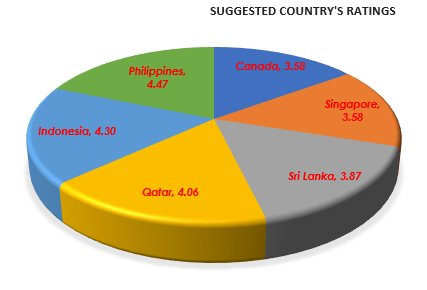 SUGGESTED COUNTRY'S RATINGS
Canada, 3.58
Singapore,
3.58
Sri Lanka, 3.87
Qatar, 4.06
Indonesia, 4.30
Philippines,
4.47